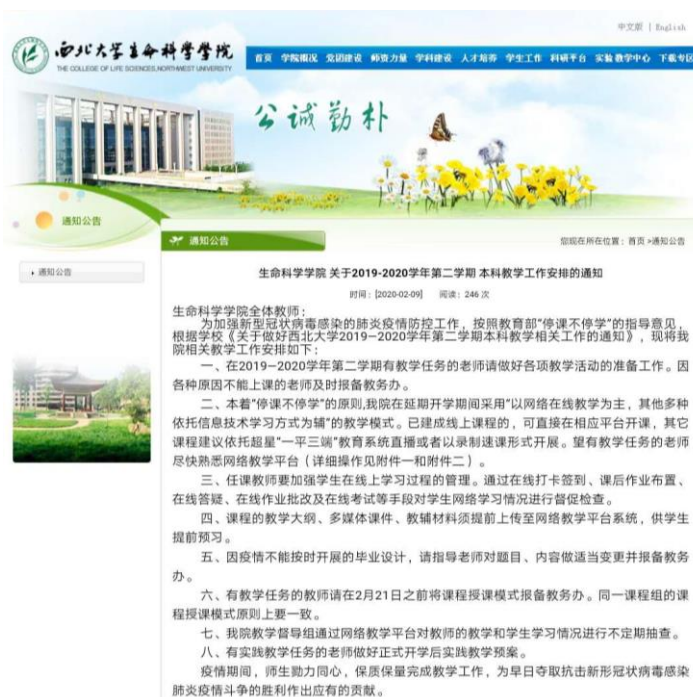 中文版 | English
西北大学生命科学学院
THE COLLEGE OF LIFE SCIENCES,NORTHWEST UNIVERSITY
首页 学院概况 党团建设 师资力量 学科建设 人才培养 学生工作 科研平台 实验教学中心 下载专区
公诚勤朴
通知公告
通知公告
您现在所在位置：首页 >通知公告
通知公告
生命科学学院 关于2019-2020学年第二学期 本科教学工作安排的通知
时间：[2020-02-09] 阅读：246 次
生命科学学院全体教师：
为加强新型冠状病毒感染的肺炎疫情防控工作，按照教育部“停课不停学”的指导意见，
根据学校《关于做好西北大学2019—2020学年第二学期本科教学相关工作的通知》，现将我
院相关教学工作安排如下：
一、在2019—2020学年第二学期有教学任务的老师请做好各项教学活动的准备工作。因
各种原因不能上课的老师及时报备教务办。
二、本着“停课不停学”的原则,我院在延期开学期间采用“以网络在线教学为主，其他多种
依托信息技术学习方式为辅”的教学模式。已建成线上课程的，可直接在相应平台开课，其它
课程建议依托超星“一平三端”教育系统直播或者以录制速课形式开展。望有教学任务的老师
尽快熟悉网络教学平台（详细操作见附件一和附件二）。
三、任课教师要加强学生在线上学习过程的管理。通过在线打卡签到、课后作业布置、
在线答疑、在线作业批改及在线考试等手段对学生网络学习情况进行督促检查。
四、课程的教学大纲、多媒体课件、教辅材料须提前上传至网络教学平台系统，供学生
提前预习。
五、因疫情不能按时开展的毕业设计，请指导老师对题目、内容做适当变更并报备教务
办。
六、有教学任务的教师请在2月21日之前将课程授课模式报备教务办。同一课程组的课
程授课模式原则上要一致。
七、我院教学督导组通过网络教学平台对教师的教学和学生学习情况进行不定期抽查。
八、有实践教学任务的老师做好正式开学后实践教学预案。
疫情期间，师生勠力同心，保质保量完成教学工作，为早日夺取抗击新形冠状病毒感染
肺炎疫情斗争的胜利作出应有的贡献。